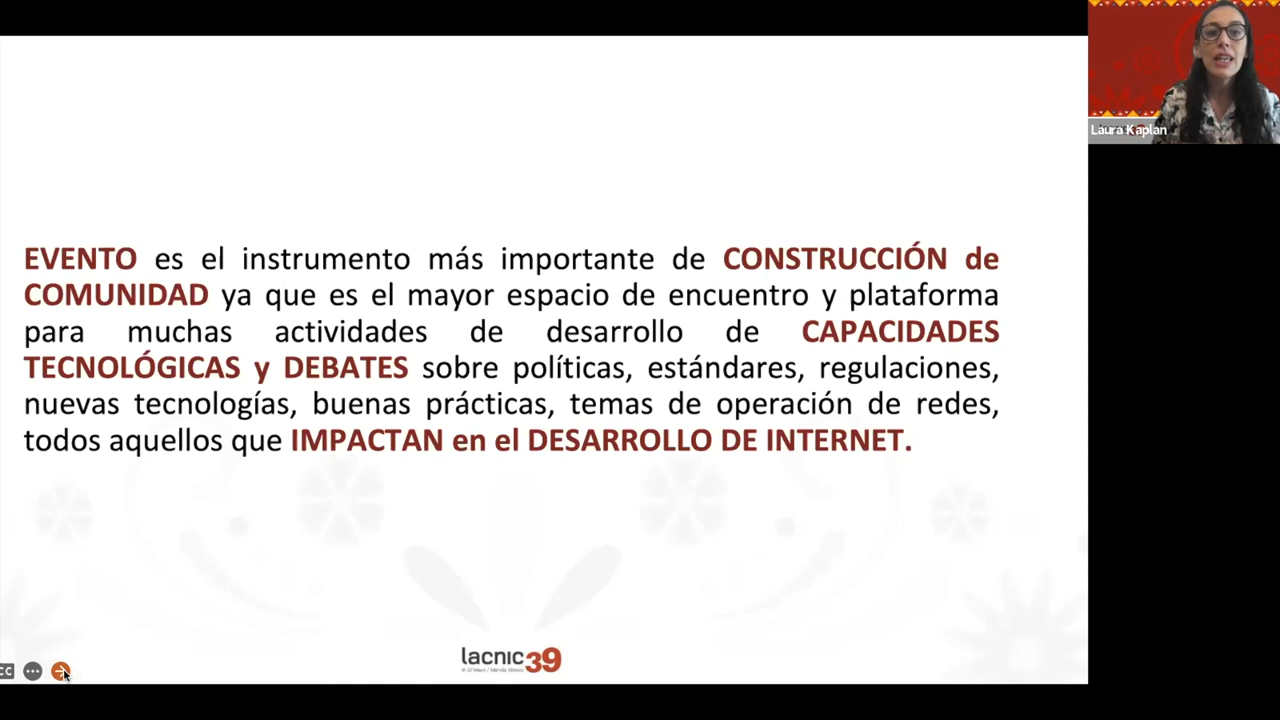 Laura Kaplan
EVENTO es el instrumento más importante de CONSTRUCCIÓN de
COMUNIDAD ya que es el mayor espacio de encuentro y plataforma
para muchas actividades de desarrollo de CAPACIDADES
TECNOLÓGICAS y DEBATES sobre políticas, estándares, regulaciones,
nuevas tecnologías, buenas prácticas, temas de operación de redes,
todos aquellos que IMPACTAN en el DESARROLLO DE INTERNET.
CC
lacnic39